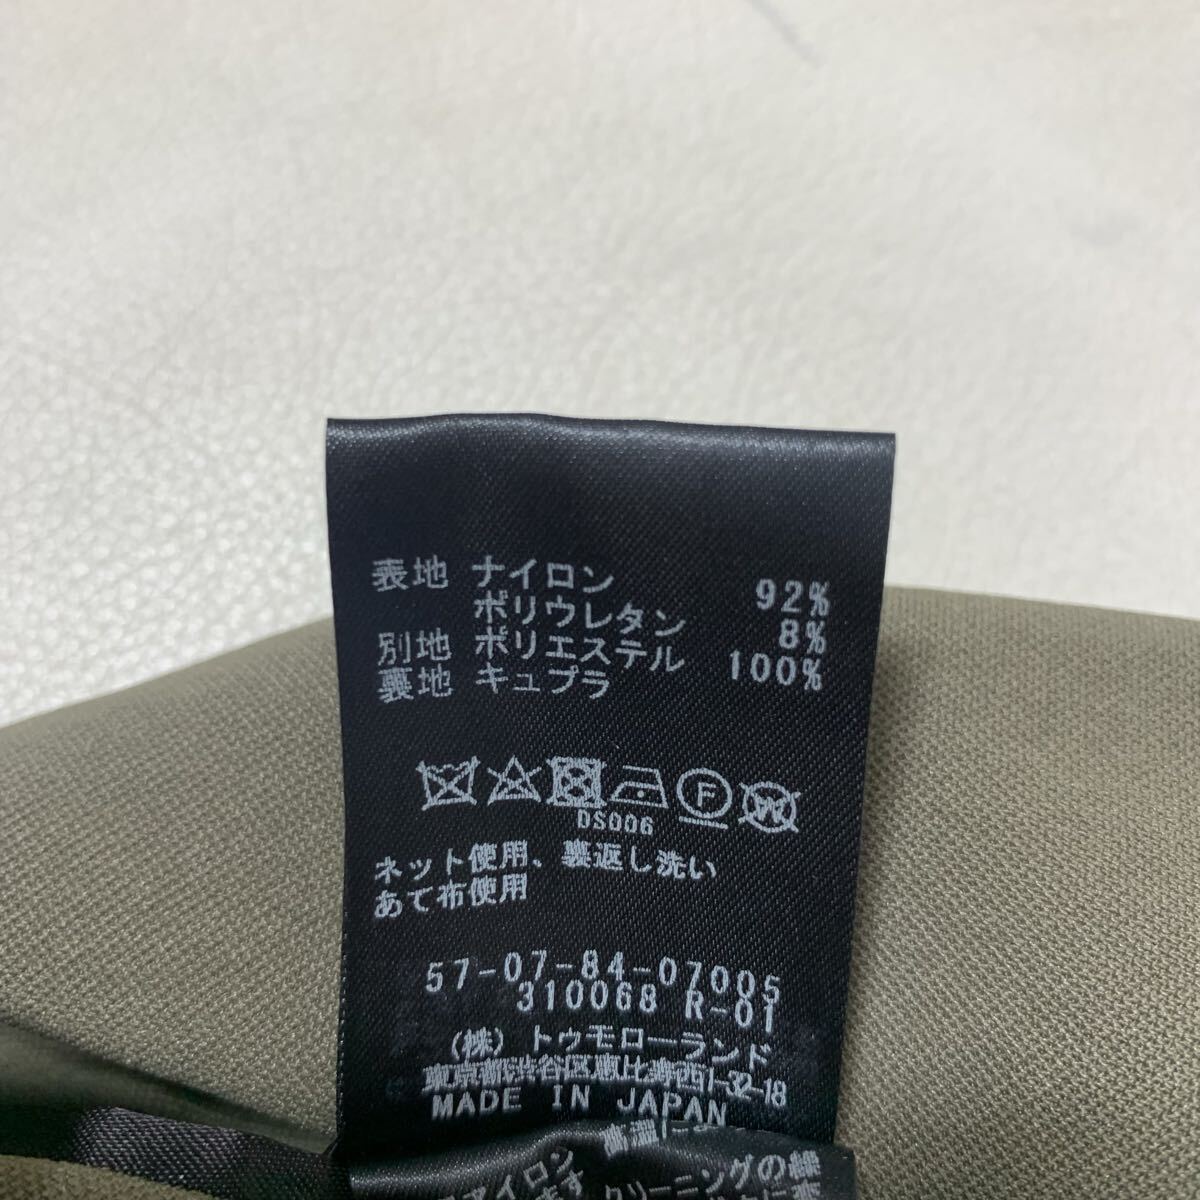 表地 ナイロン 92%
ポリウレタン 8%
別地 ポリエステル 100%
裏地 キュプラ
DS006
ネット使用、裏返し洗い
あて布使用
57-07-84-07005
310068 R-01
(株) トゥモローランド
東京都渋谷区恵比寿西1-32-18
MADE IN JAPAN